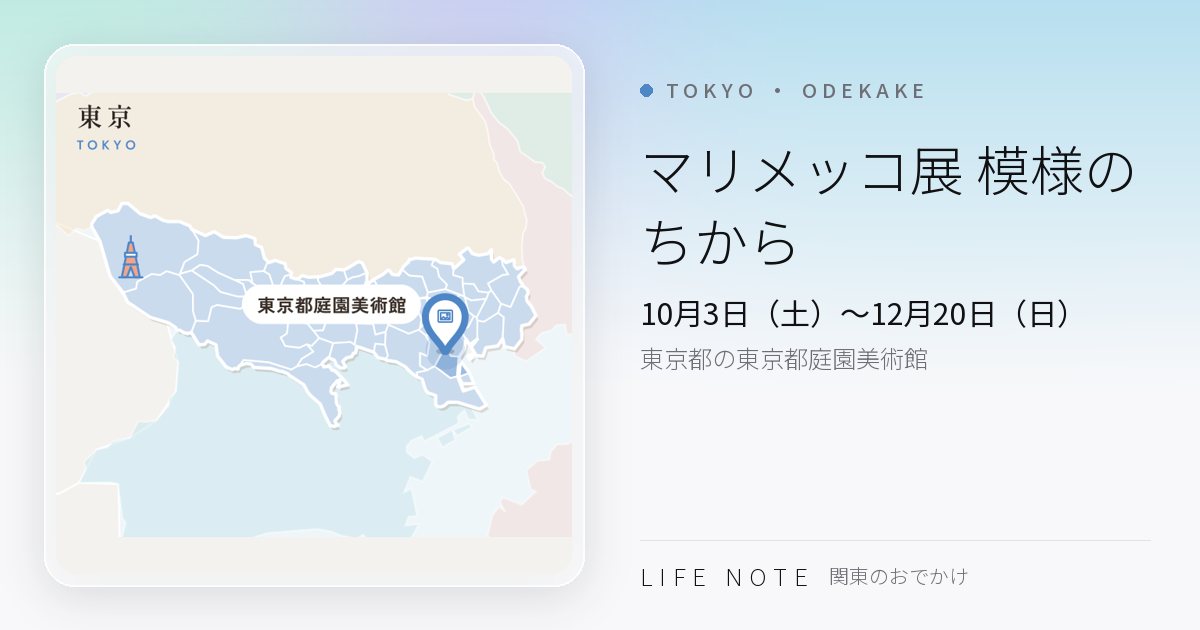 東京
TOKYO
東京都庭園美術館
TOKYO • ODEKAKE
マリメッコ展 模様の
ちから
10月3日（土）〜12月20日（日）
東京都の東京都庭園美術館
LIFE NOTE 関東のおでかけ